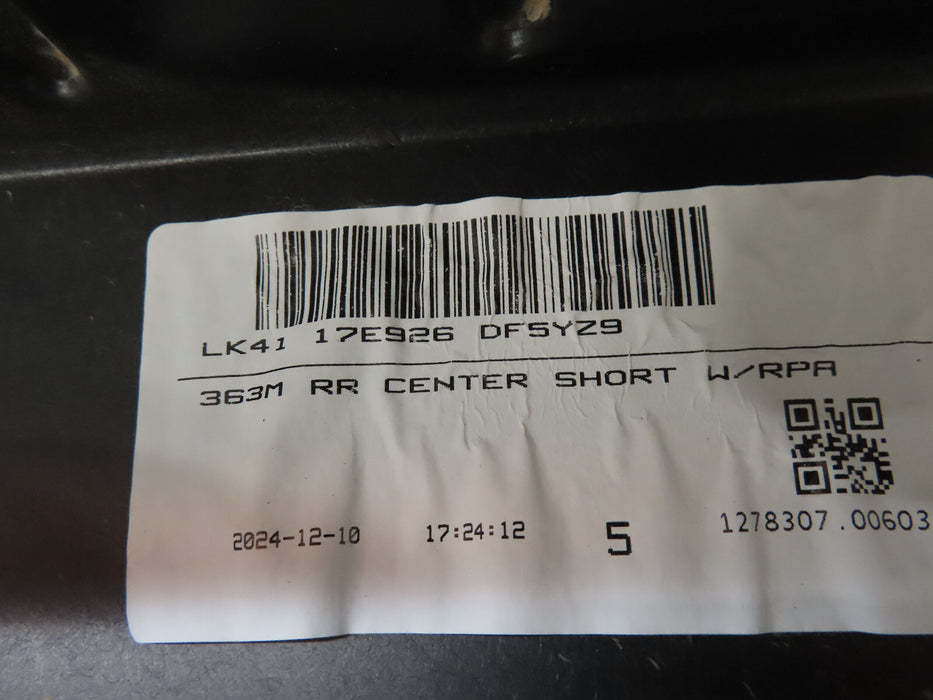 LK41 17E926 DF5YZ9
363M RR CENTER SHORT W/RPA
2024-12-10 17:24:12 5 1278307.00603